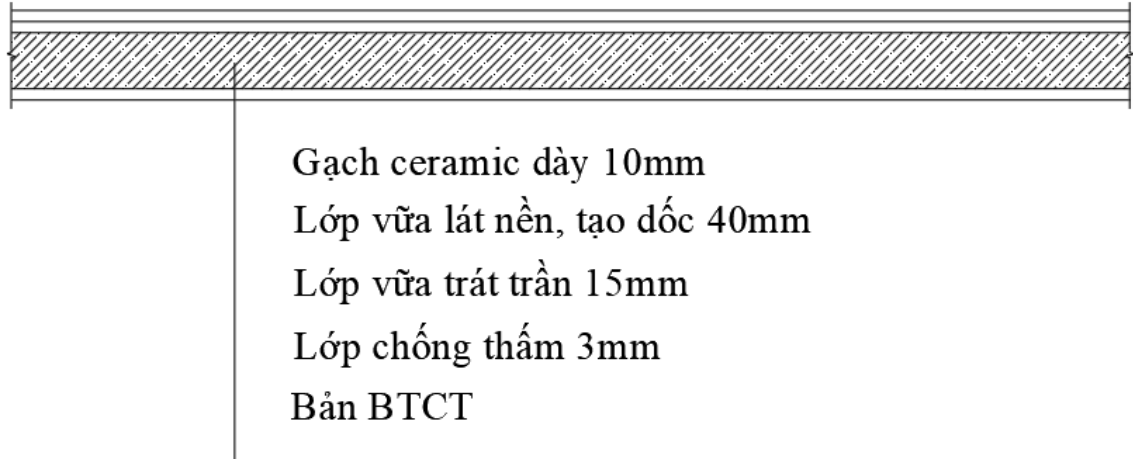 Gạch ceramic dày 10mm
Lớp vữa lát nền, tạo dốc 40mm
Lớp vữa trát trần 15mm
Lớp chống thấm 3mm
Bản BTCT